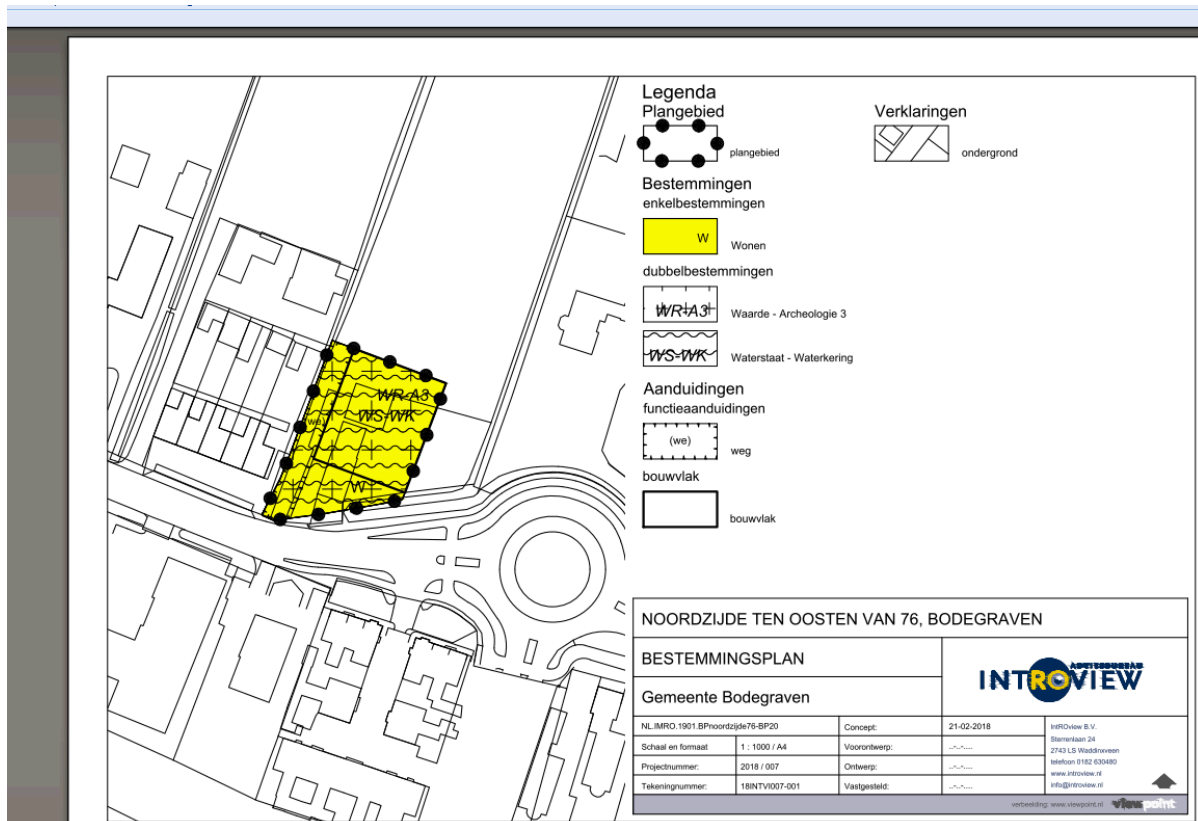 WR-A3
WS-WK
(we)
W
Legenda
Plangebied
plangebied
Bestemmingen
enkelbestemmingen
W
Wonen
dubbelbestemmingen
WR-A3
Waarde - Archeologie 3
WS-WK
Waterstaat - Waterkering
Aanduidingen
functieaanduidingen
(we)
weg
bouwvlak
bouwvlak
Verklaringen
ondergrond
NOORDZIJDE TEN OOSTEN VAN 76, BODEGRAVEN
BESTEMMINGSPLAN
Gemeente Bodegraven
ADVIESBUREAU
INTROVIEW
NL.IMRO.1901.BPnoordzijde76-BP20
Concept: 21-02-2018
Schaal en formaat 1 : 1000 / A4
Voorontwerp: --.--.----
Projectnummer: 2018 / 007
Ontwerp: --.--.----
Tekeningnummer: 18INTVI007-001
Vastgesteld: --.--.----
IntROview B.V.
Sterrenlaan 24
2743 LS Waddinxveen
telefoon 0182 630480
www.introview.nl
info@introview.nl
verbeelding: www.viewpoint.nl viewpoint